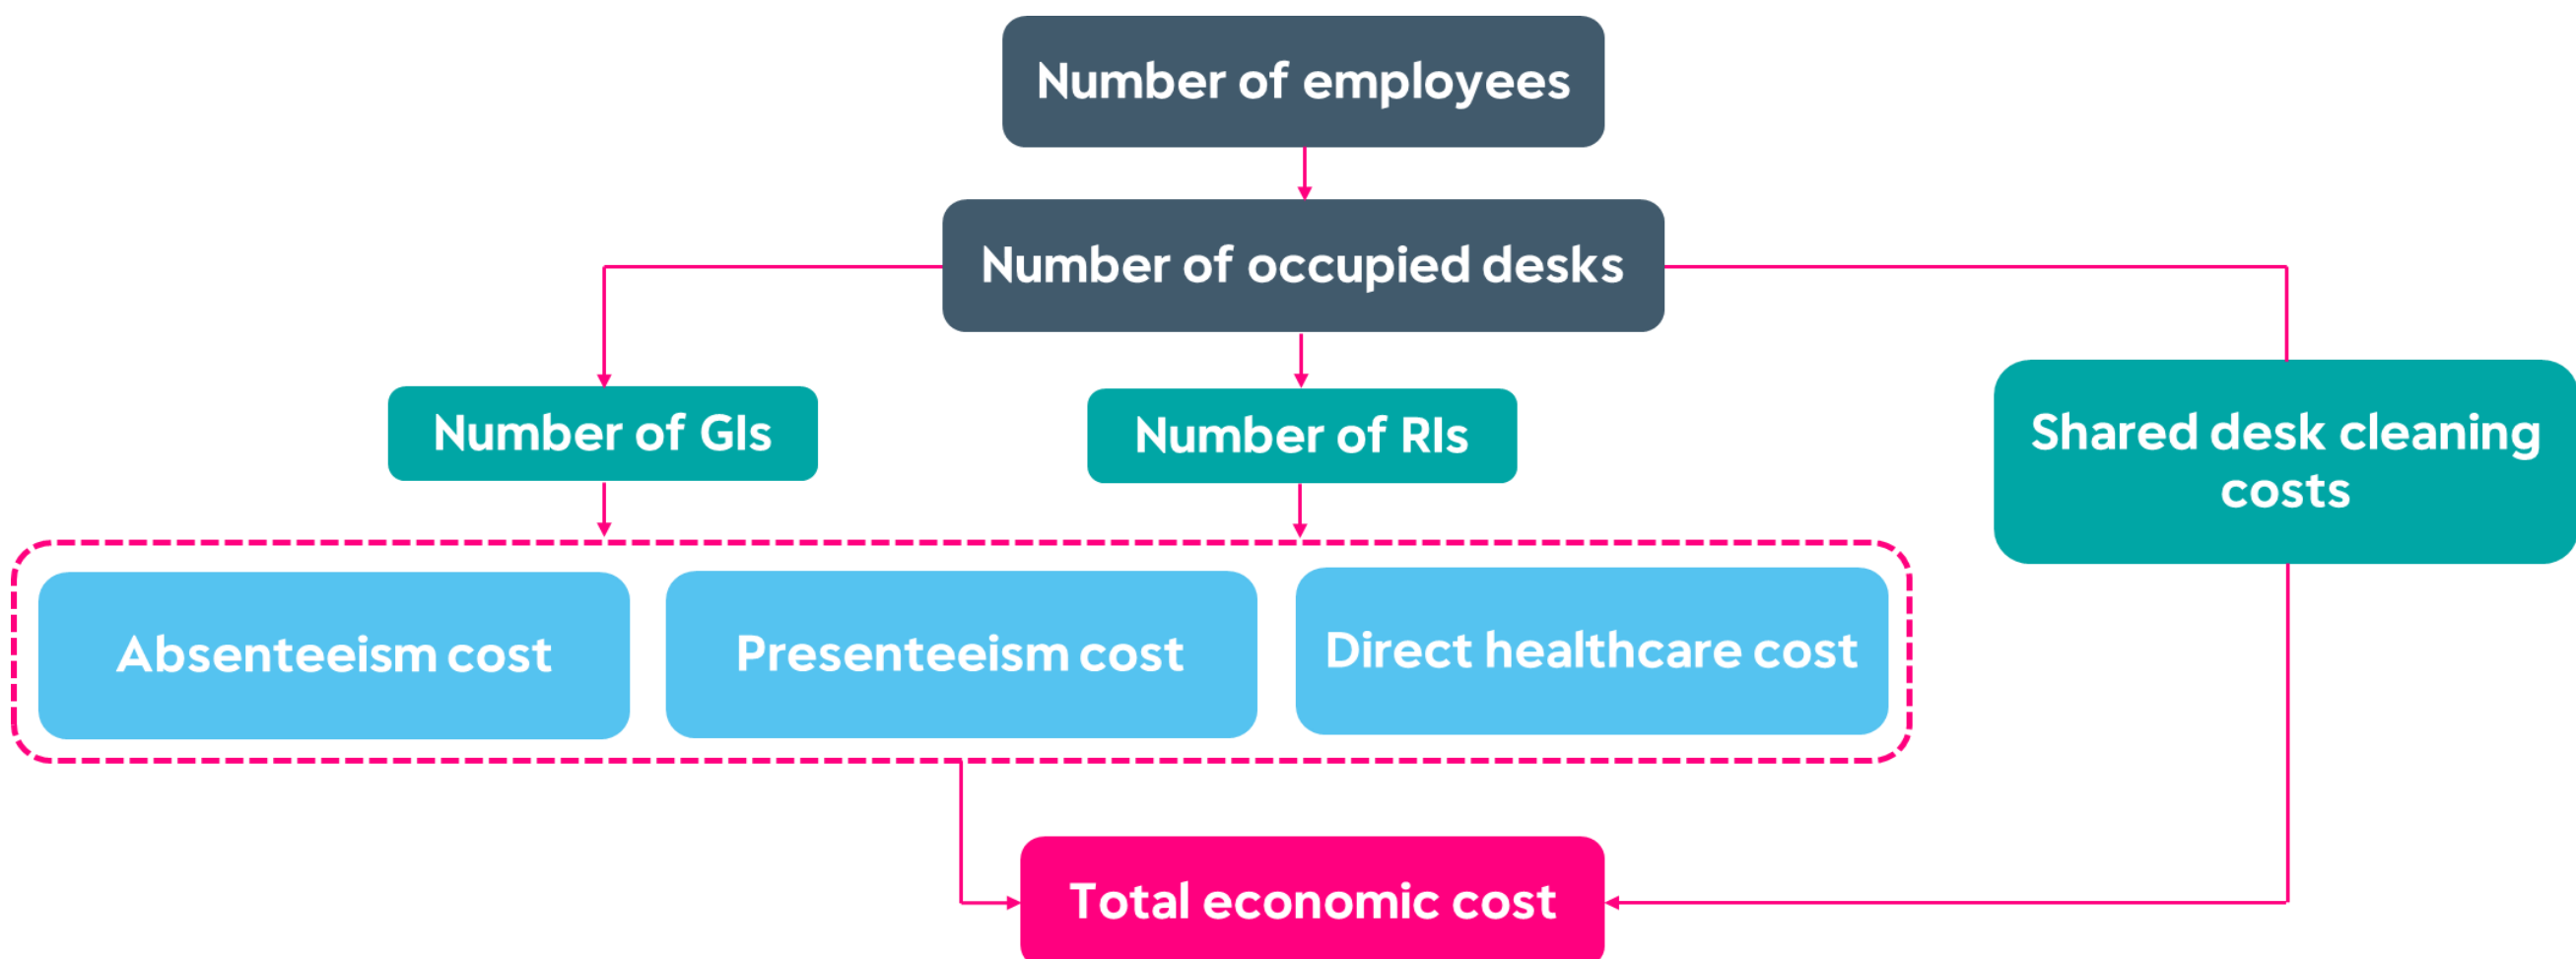 Number of employees
Number of occupied desks
Number of GIs
Number of RIs
Shared desk cleaning
costs
Absenteeism cost
Presenteeism cost
Direct healthcare cost
Total economic cost